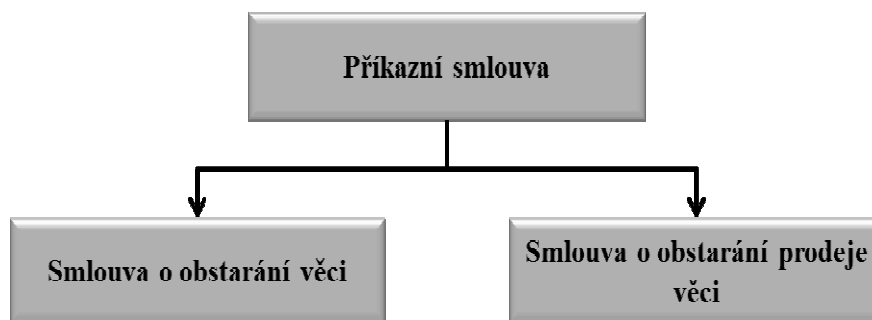 Příkazní smlouva
Smlouva o obstarání věci
Smlouva o obstarání prodeje
věci